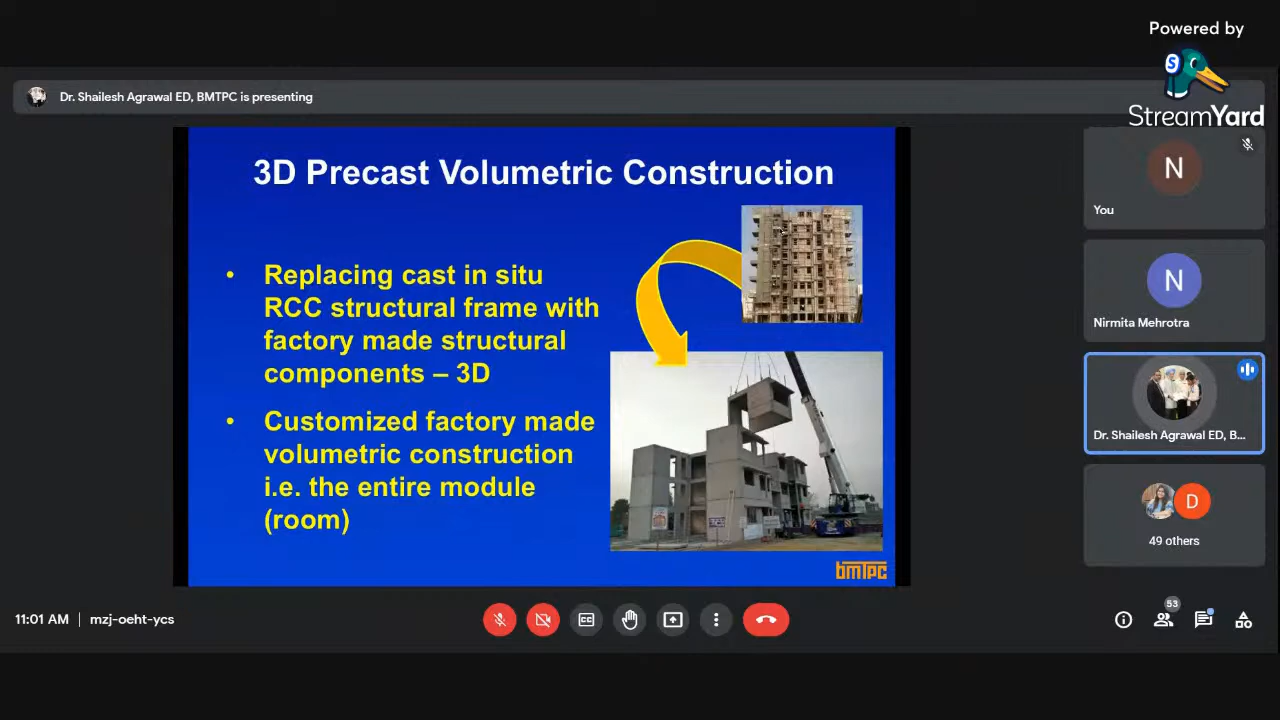 Powered by
StreamYard
Dr. Shailesh Agrawal ED, BMTPC is presenting
3D Precast Volumetric Construction
• Replacing cast in situ
RCC structural frame with
factory made structural
components – 3D
• Customized factory made
volumetric construction
i.e. the entire module
(room)
bmTPC
N
You
N
Nirmita Mehrotra
Dr. Shailesh Agrawal ED, B...
D
49 others
11:01 AM | mzj-oeht-ycs
CC
53